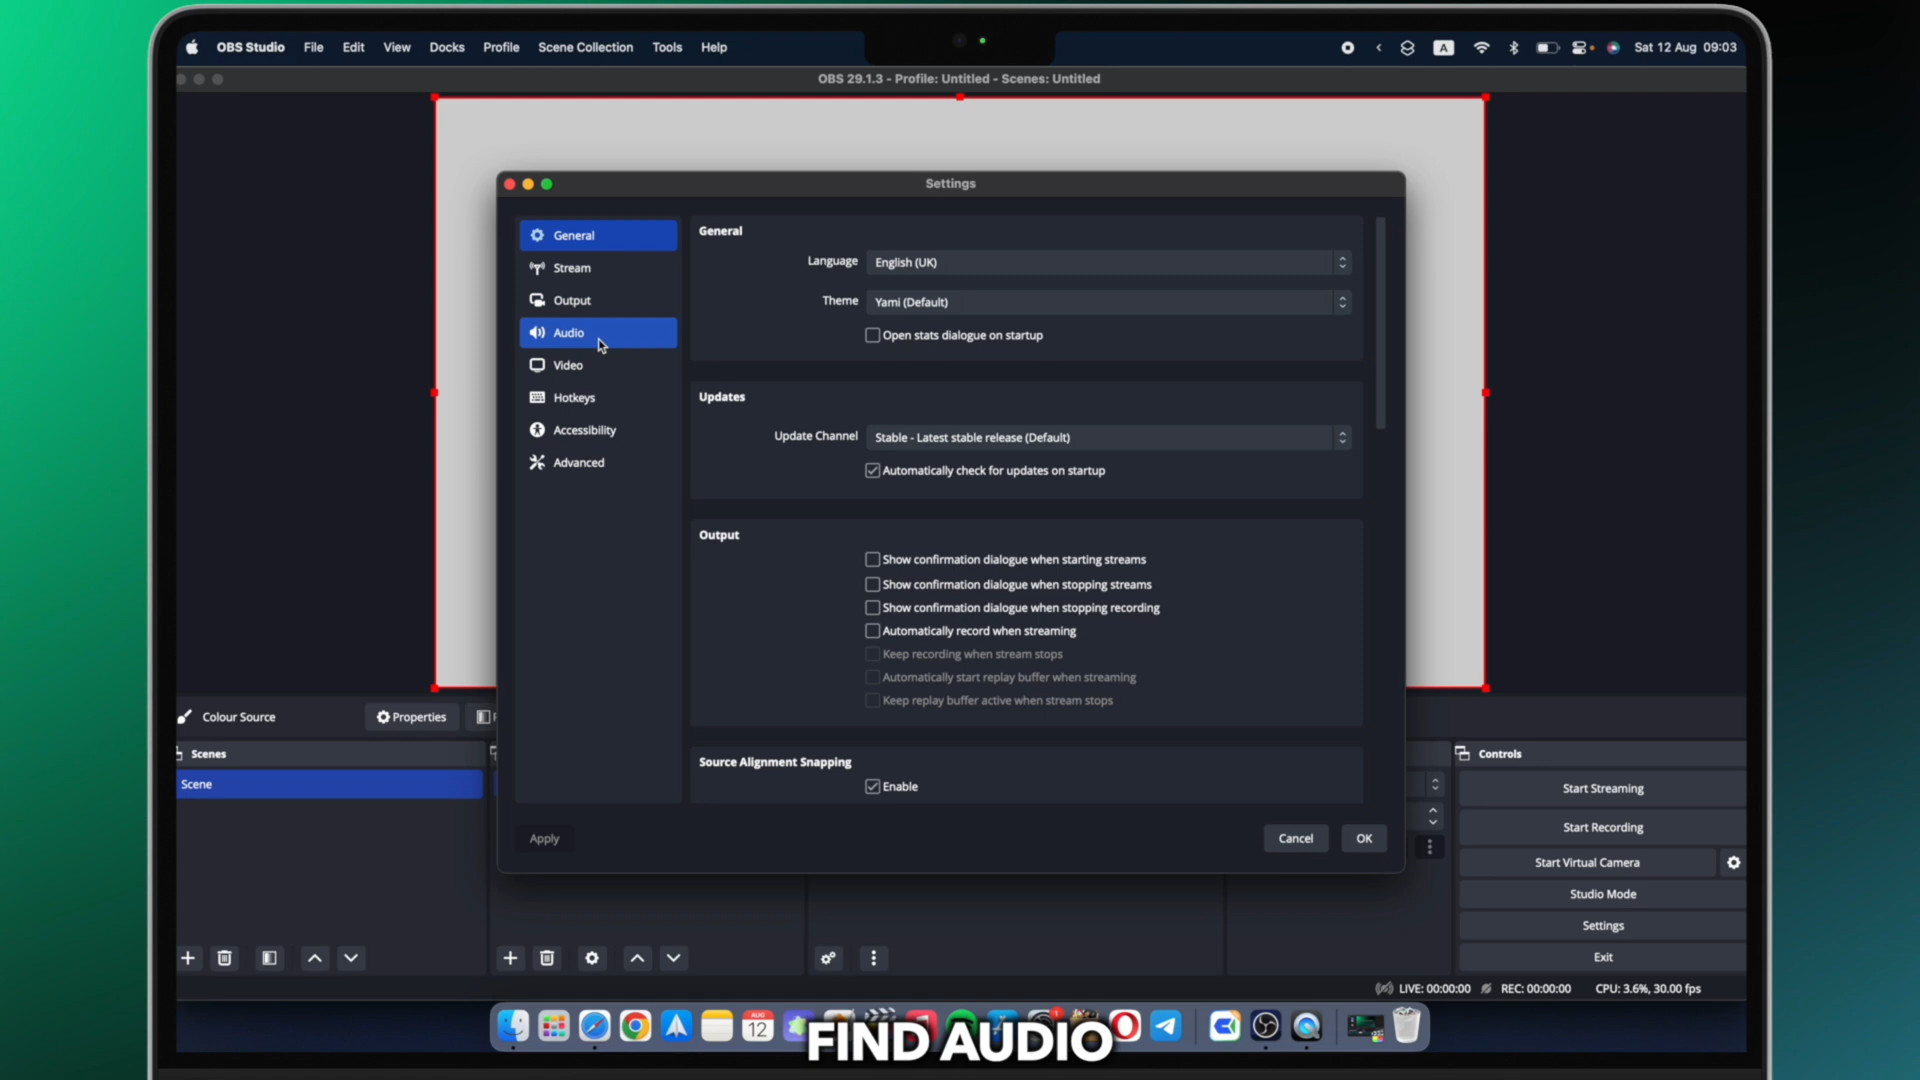 OBS Studio File Edit View Docks Profile Scene Collection Tools Help
A
Sat 12 Aug 09:03
OBS 29.1.3 - Profile: Untitled - Scenes: Untitled
Settings
General
Stream
Output
Audio
Video
Hotkeys
Accessibility
Advanced
General
Language English (UK)
Theme Yami (Default)
Open stats dialogue on startup
Updates
Update Channel Stable - Latest stable release (Default)
Automatically check for updates on startup
Output
Show confirmation dialogue when starting streams
Show confirmation dialogue when stopping streams
Show confirmation dialogue when stopping recording
Automatically record when streaming
Keep recording when stream stops
Automatically start replay buffer when streaming
Keep replay buffer active when stream stops
Source Alignment Snapping
Enable
Apply
Cancel
OK
Colour Source
Properties
Scenes
Scene
Controls
Start Streaming
Start Recording
Start Virtual Camera
Studio Mode
Settings
Exit
LIVE: 00:00:00 REC: 00:00:00 CPU: 3.6%, 30.00 fps
AUG
12
1
FIND AUDIO